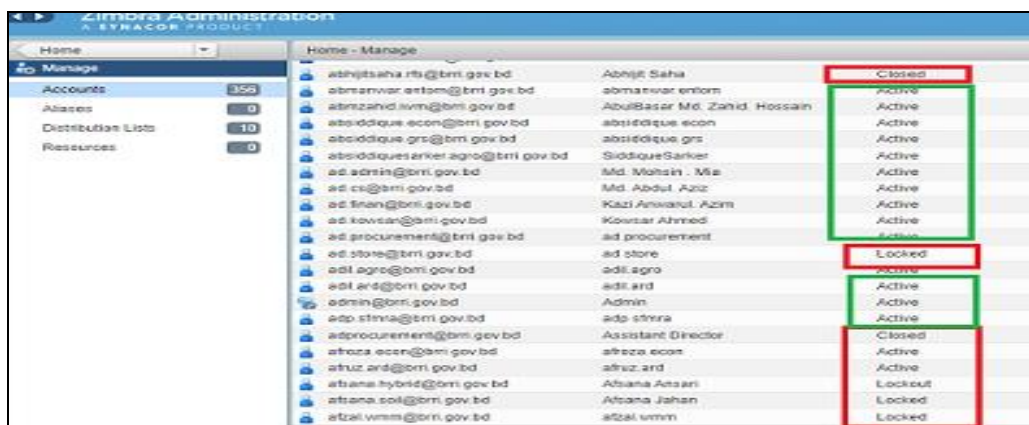 Zimbra Administration
A SYNACOR PRODUCT
Home
Home - Manage
Manage
Accounts 356
Aliases 0
Distribution Lists 10
Resources 0
abhijitsaha.rfs@brri.gov.bd Abhijit Saha Closed
abmanwar.entom@brri.gov.bd abmanwar.entom Active
abmzahid.iwm@brri.gov.bd AbulBasar Md. Zahid. Hossain Active
absiddique.econ@brri.gov.bd absiddique.econ Active
absiddique.grs@brri.gov.bd absiddique.grs Active
absiddiquesarker.agro@brri.gov.bd SiddiqueSarker Active
ad.admin@brri.gov.bd Md. Mohsin . Mia Active
ad.cs@brri.gov.bd Md. Abdul. Aziz Active
ad.finan@brri.gov.bd Kazi Anwarul. Azim Active
ad.kowsar@brri.gov.bd Kowsar Ahmed Active
ad.procurement@brri.gov.bd ad.procurement Active
ad.store@brri.gov.bd ad.store Locked
adil.agro@brri.gov.bd adil.agro Active
adil.ard@brri.gov.bd adil.ard Active
admin@brri.gov.bd Admin Active
adp.sfmra@brri.gov.bd adp.sfmra Active
adprocurement@brri.gov.bd Assistant Director Closed
afroza.econ@brri.gov.bd afroza.econ Active
afruz.ard@brri.gov.bd afruz.ard Active
afsana.hybrid@brri.gov.bd Afsana Ansari Lockout
afsana.soil@brri.gov.bd Afsana Jahan Locked
afzal.wmm@brri.gov.bd afzal.wmm Locked